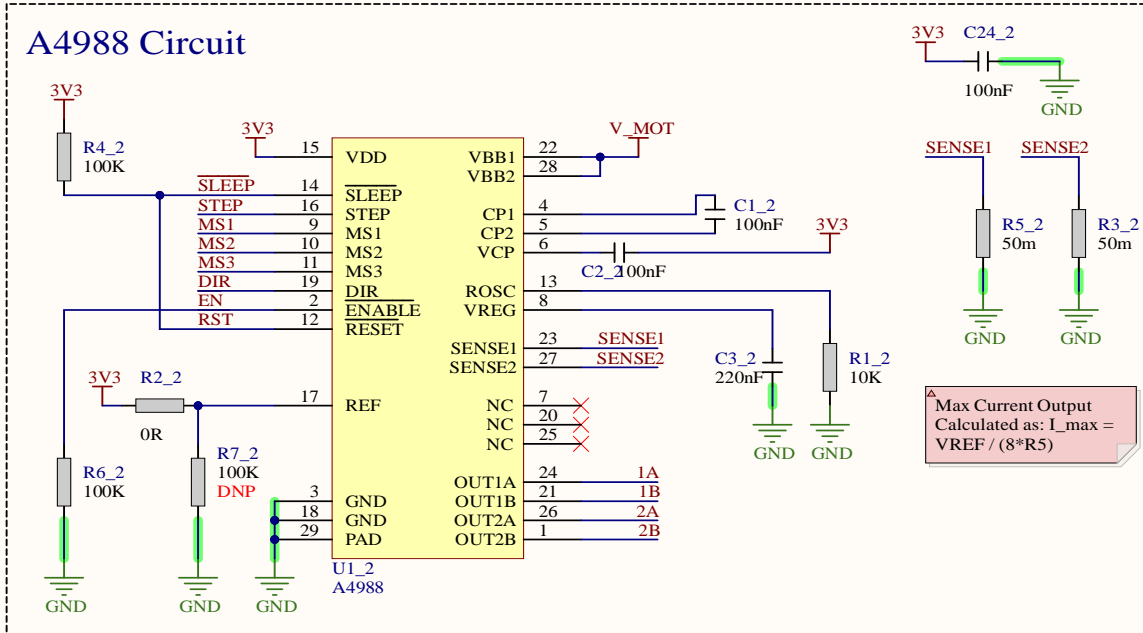 A4988 Circuit
3V3
R4_2
100K
3V3
SLEEP
STEP
MS1
MS2
MS3
DIR
EN
RST
15
14
16
9
10
11
19
2
12
17
3
18
29
VDD
SLEEP
STEP
MS1
MS2
MS3
DIR
ENABLE
RESET
REF
GND
GND
PAD
VBB1
VBB2
CP1
CP2
VCP
ROSC
VREG
SENSE1
SENSE2
NC
NC
NC
OUT1A
OUT1B
OUT2A
OUT2B
22
28
4
5
6
13
8
23
27
7
20
25
24
21
26
1
U1_2
A4988
3V3
R2_2
0R
R6_2
100K
R7_2
100K
DNP
GND
GND
GND
V_MOT
C1_2
100nF
3V3
C2_2
100nF
SENSE1
SENSE2
C3_2
220nF
R1_2
10K
GND
GND
1A
1B
2A
2B
3V3
C24_2
100nF
GND
SENSE1
SENSE2
R5_2
50m
R3_2
50m
GND
GND
Max Current Output
Calculated as: I_max =
VREF / (8*R5)